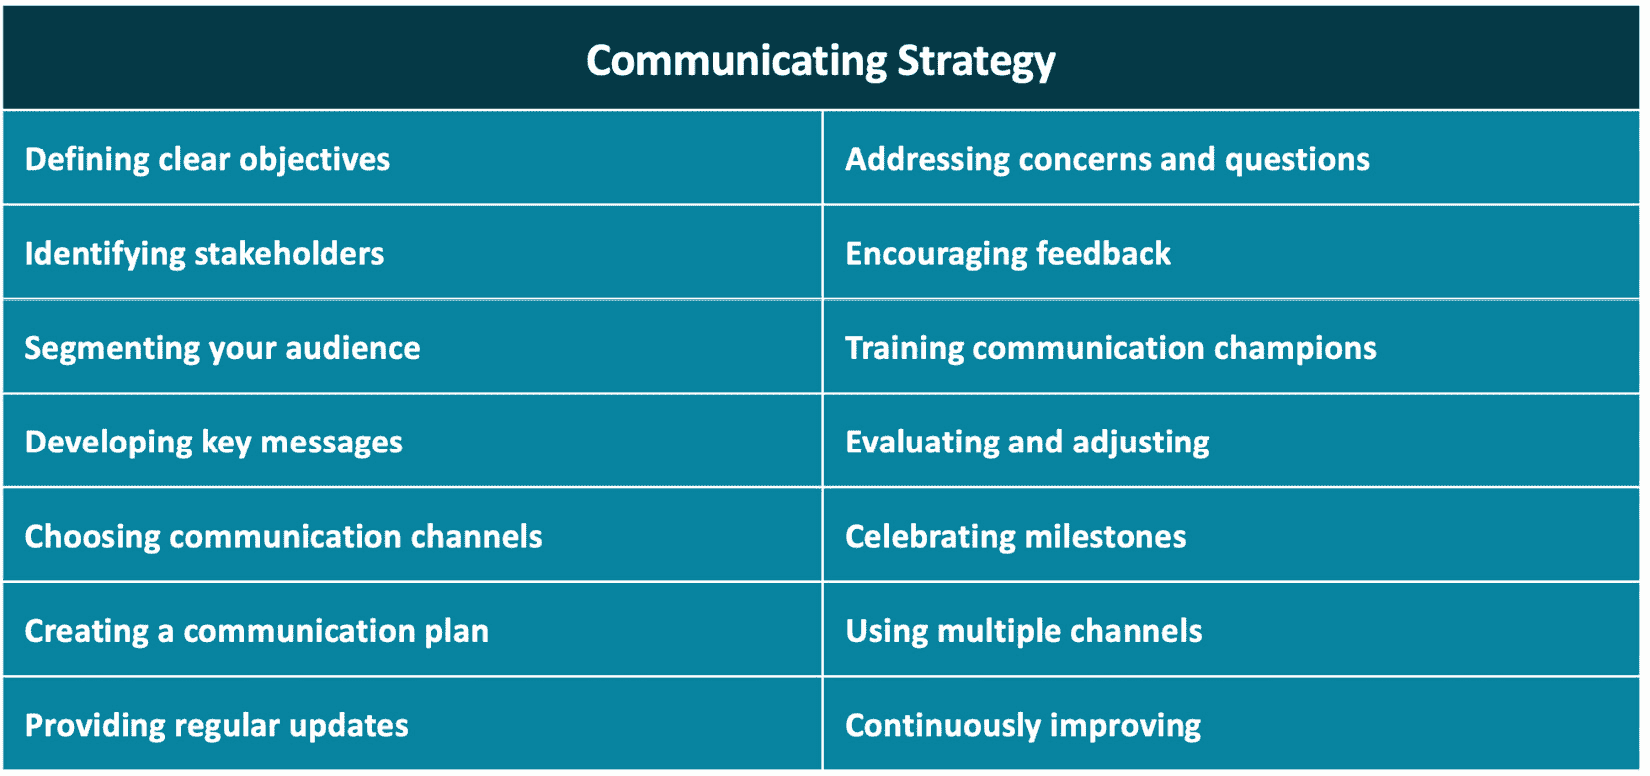 Communicating Strategy
Defining clear objectives
Addressing concerns and questions
Identifying stakeholders
Encouraging feedback
Segmenting your audience
Training communication champions
Developing key messages
Evaluating and adjusting
Choosing communication channels
Celebrating milestones
Creating a communication plan
Using multiple channels
Providing regular updates
Continuously improving